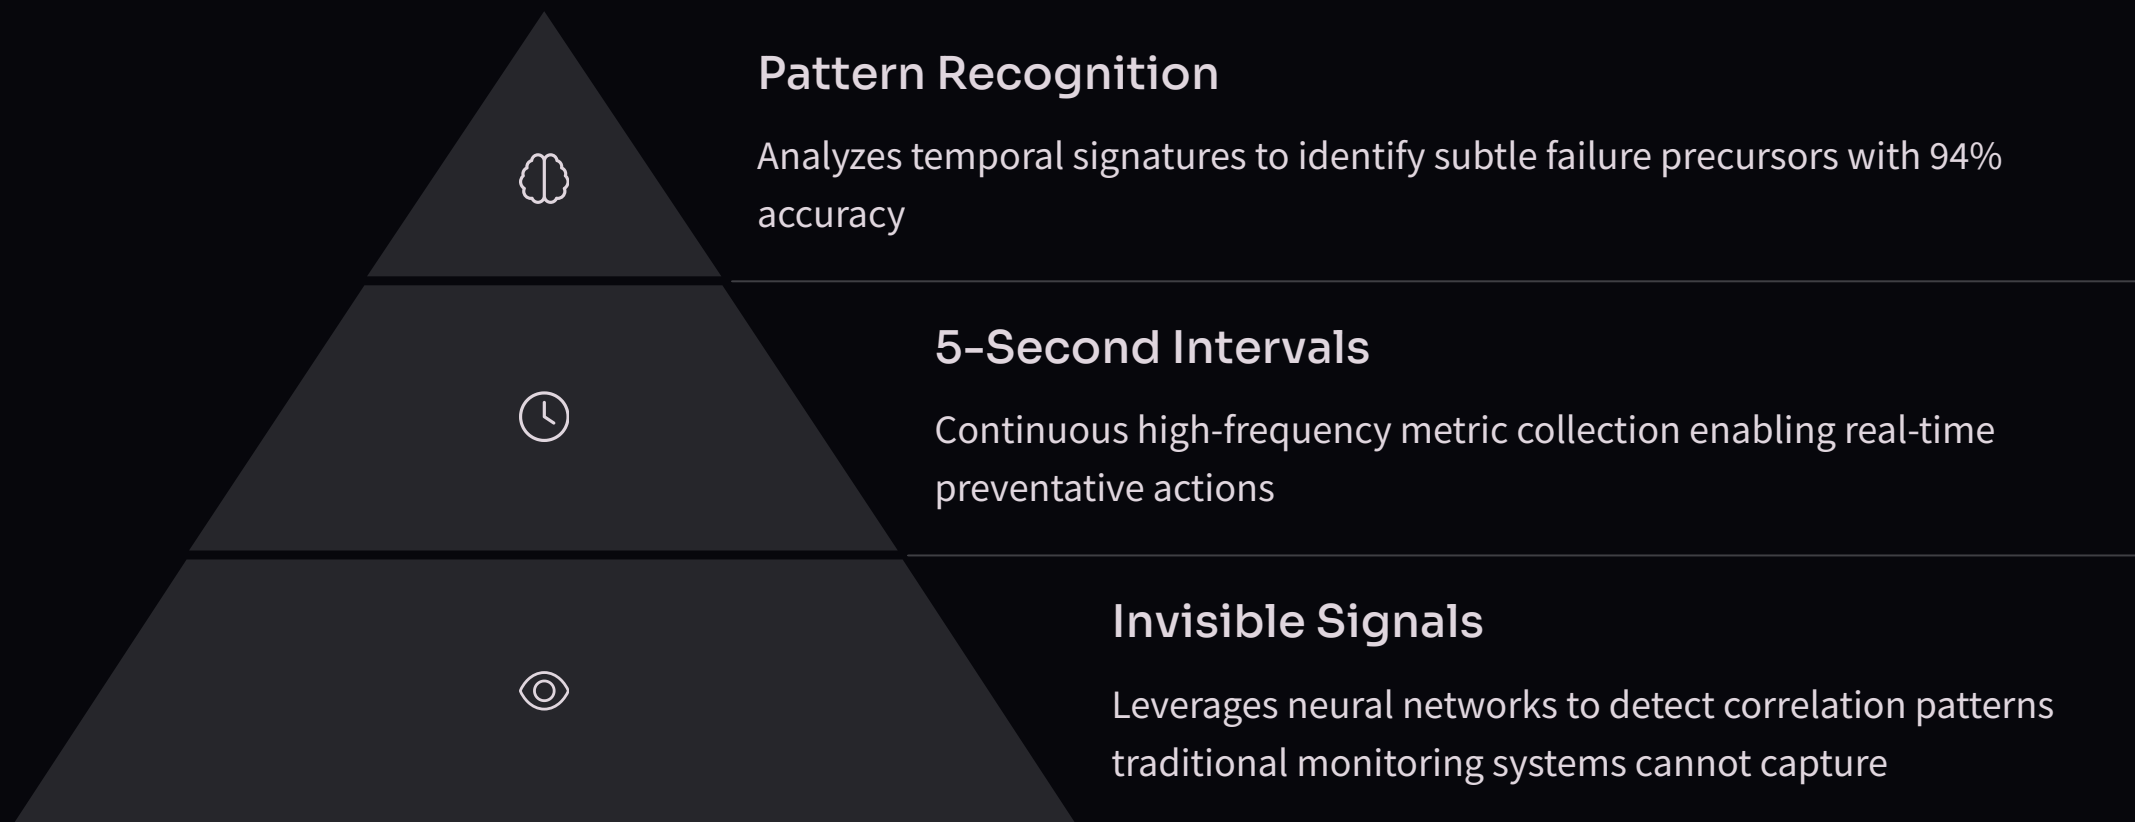 Pattern Recognition
Analyzes temporal signatures to identify subtle failure precursors with 94%
accuracy
5-Second Intervals
Continuous high-frequency metric collection enabling real-time
preventative actions
Invisible Signals
Leverages neural networks to detect correlation patterns
traditional monitoring systems cannot capture